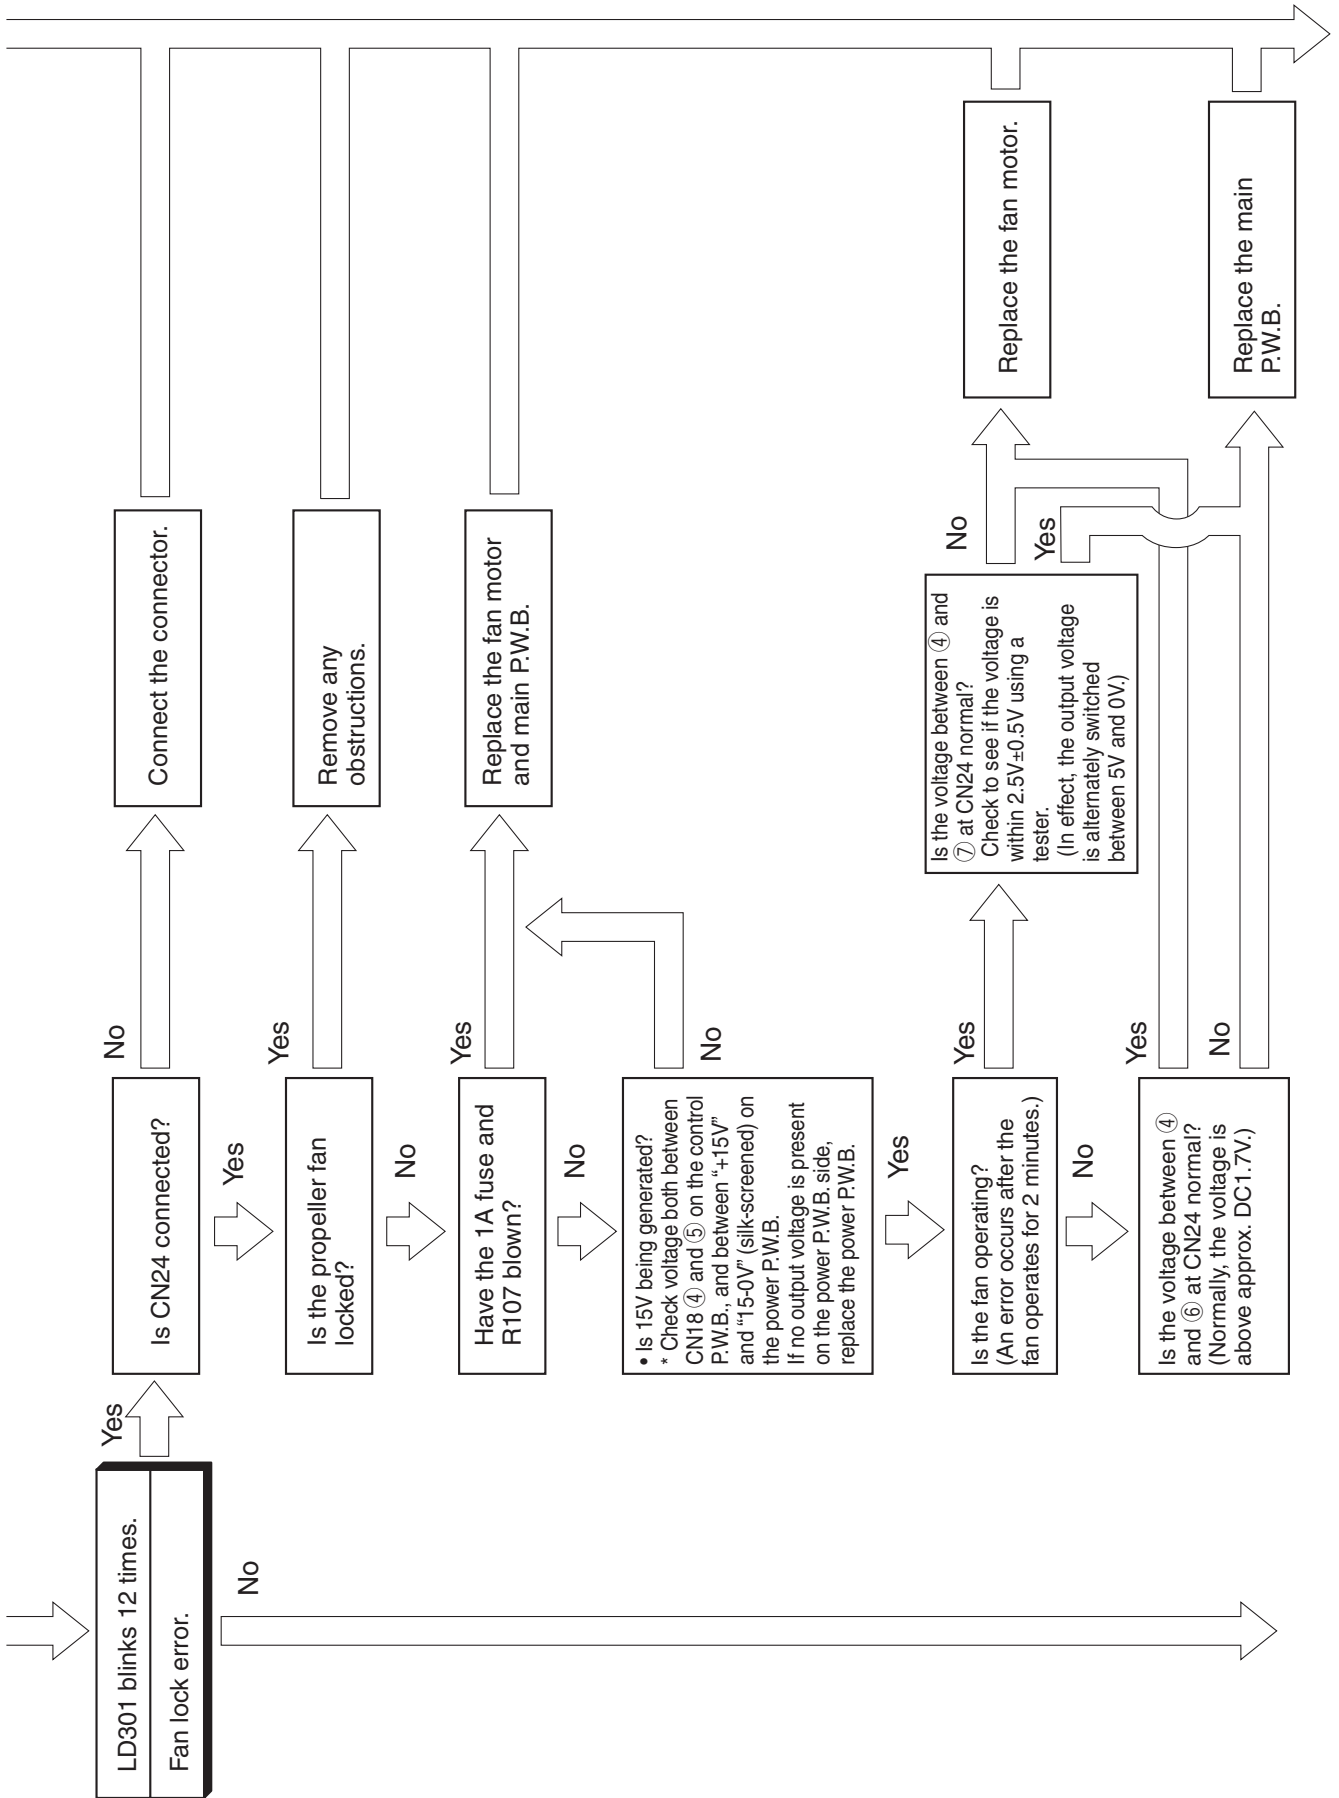 LD301 blinks 12 times.
Fan lock error.
Yes
No
Is CN24 connected?
No
Connect the connector.
Yes
Is the propeller fan
locked?
Yes
Remove any
obstructions.
No
Have the 1A fuse and
R107 blown?
Yes
Replace the fan motor
and main P.W.B.
No
• Is 15V being generated?
* Check voltage both between
CN18 ④ and ⑤ on the control
P.W.B., and between “+15V”
and “15-0V” (silk-screened) on
the power P.W.B.
If no output voltage is present
on the power P.W.B. side,
replace the power P.W.B.
No
Yes
Is the fan operating?
(An error occurs after the
fan operates for 2 minutes.)
Yes
Is the voltage between ④ and
⑦ at CN24 normal?
Check to see if the voltage is
within 2.5V±0.5V using a
tester.
(In effect, the output voltage
is alternately switched
between 5V and 0V.)
No
Yes
Replace the fan motor.
No
Is the voltage between ④
and ⑥ at CN24 normal?
(Normally, the voltage is
above approx. DC1.7V.)
Yes
No
Replace the main
P.W.B.